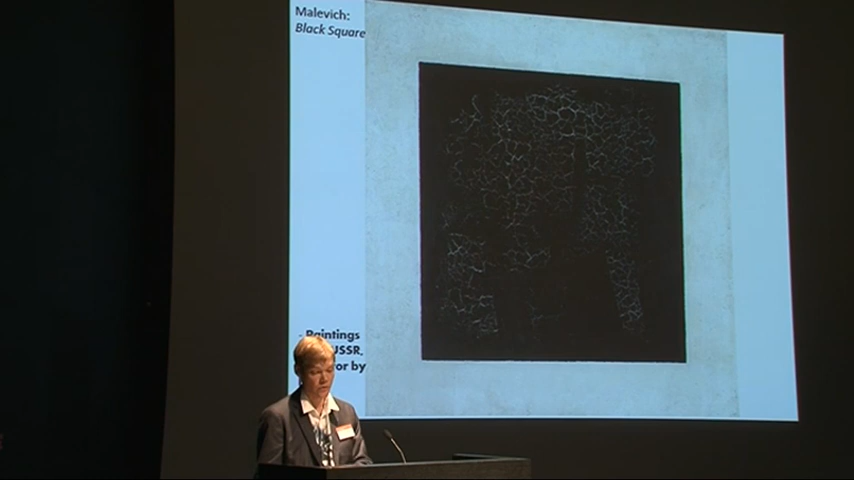 Malevich:
Black Square
- Paintings
USSR,
or by